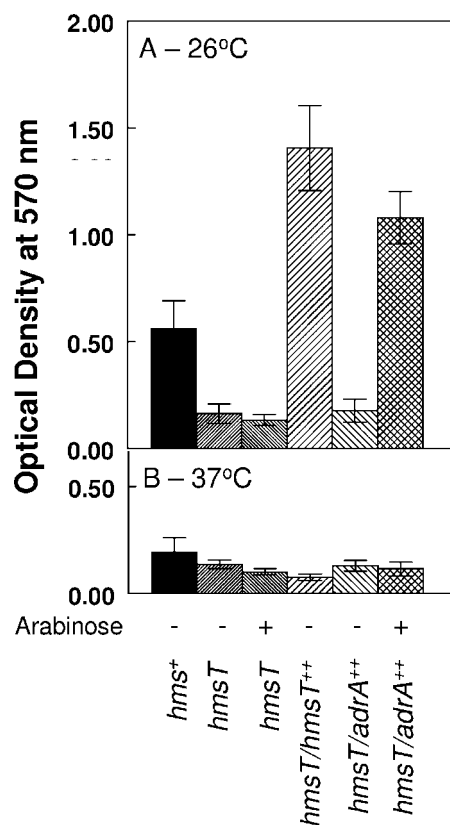 Optical Density at 570 nm
2.00
A – 26°C
1.50
1.00
0.50
0.00
B – 37°C
0.50
0.00
Arabinose - - + - - +
hms⁺
hmsT
hmsT
hmsT/hmsT⁺⁺
hmsT/adrA⁺⁺
hmsT/adrA⁺⁺